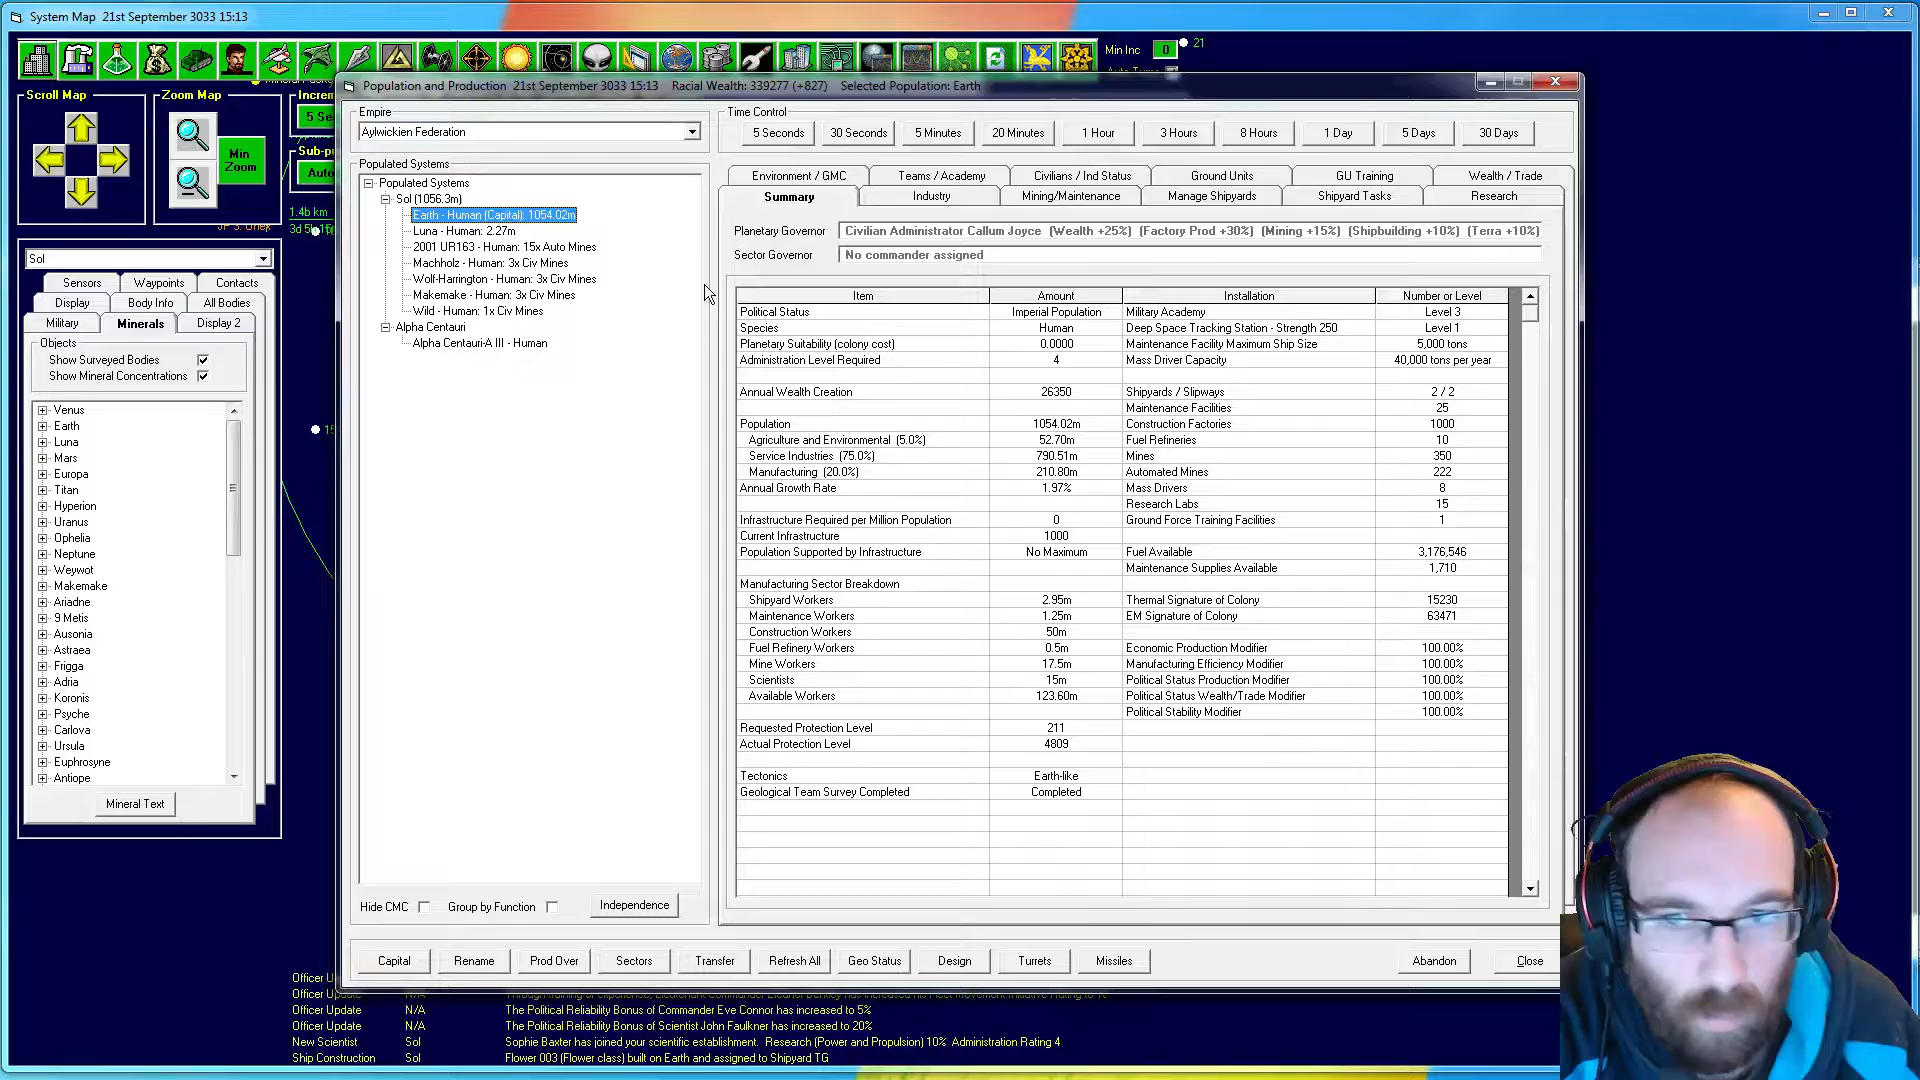 System Map 21st September 3033 15:13
Min Inc 0 21
Scroll Map
Zoom Map
Min Zoom
1.4b km
Sol
Sensors Waypoints Contacts
Display Body Info All Bodies
Military Minerals Display 2
Objects
Show Surveyed Bodies
Show Mineral Concentrations
Venus
Earth
Luna
Mars
Europa
Titan
Hyperion
Uranus
Ophelia
Neptune
Weywot
Makemake
Ariadne
9 Metis
Ausonia
Astraea
Frigga
Adria
Koronis
Psyche
Carlova
Ursula
Euphrosyne
Antiope
Mineral Text
Population and Production 21st September 3033 15:13 Racial Wealth: 339277 (+827) Selected Population: Earth
Empire
Aylwickien Federation
Populated Systems
Populated Systems
Sol (1056.3m)
Earth - Human (Capital): 1054.02m
Luna - Human: 2.27m
2001 UR163 - Human: 15x Auto Mines
Machholz - Human: 3x Civ Mines
Wolf-Harrington - Human: 3x Civ Mines
Makemake - Human: 3x Civ Mines
Wild - Human: 1x Civ Mines
Alpha Centauri
Alpha Centauri-A III - Human
Hide CMC Group by Function Independence
Time Control
5 Seconds 30 Seconds 5 Minutes 20 Minutes 1 Hour 3 Hours 8 Hours 1 Day 5 Days 30 Days
Environment / GMC Teams / Academy Civilians / Ind Status Ground Units GU Training Wealth / Trade
Summary Industry Mining/Maintenance Manage Shipyards Shipyard Tasks Research
Planetary Governor Civilian Administrator Callum Joyce (Wealth +25%) (Factory Prod +30%) (Mining +15%) (Shipbuilding +10%) (Terra +10%)
Sector Governor No commander assigned
Item Amount Installation Number or Level
Political Status Imperial Population Military Academy Level 3
Species Human Deep Space Tracking Station - Strength 250 Level 1
Planetary Suitability (colony cost) 0.0000 Maintenance Facility Maximum Ship Size 5,000 tons
Administration Level Required 4 Mass Driver Capacity 40,000 tons per year
Annual Wealth Creation 26350 Shipyards / Slipways 2 / 2
Maintenance Facilities 25
Population 1054.02m Construction Factories 1000
Agriculture and Environmental (5.0%) 52.70m Fuel Refineries 10
Service Industries (75.0%) 790.51m Mines 350
Manufacturing (20.0%) 210.80m Automated Mines 222
Annual Growth Rate 1.97% Mass Drivers 8
Research Labs 15
Infrastructure Required per Million Population 0 Ground Force Training Facilities 1
Current Infrastructure 1000
Population Supported by Infrastructure No Maximum Fuel Available 3,176,546
Maintenance Supplies Available 1,710
Manufacturing Sector Breakdown
Shipyard Workers 2.95m Thermal Signature of Colony 15230
Maintenance Workers 1.25m EM Signature of Colony 63471
Construction Workers 50m
Fuel Refinery Workers 0.5m Economic Production Modifier 100.00%
Mine Workers 17.5m Manufacturing Efficiency Modifier 100.00%
Scientists 15m Political Status Production Modifier 100.00%
Available Workers 123.60m Political Status Wealth/Trade Modifier 100.00%
Political Stability Modifier 100.00%
Requested Protection Level 211
Actual Protection Level 4809
Tectonics Earth-like
Geological Team Survey Completed Completed
Capital Rename Prod Over Sectors Transfer Refresh All Geo Status Design Turrets Missiles Abandon Close
Officer Update N/A The Political Reliability Bonus of Commander Eve Connor has increased to 5%
Officer Update N/A The Political Reliability Bonus of Scientist John Faulkner has increased to 20%
New Scientist Sol Sophie Baxter has joined your scientific establishment. Research (Power and Propulsion) 10% Administration Rating 4
Ship Construction Sol Flower 003 (Flower class) built on Earth and assigned to Shipyard TG